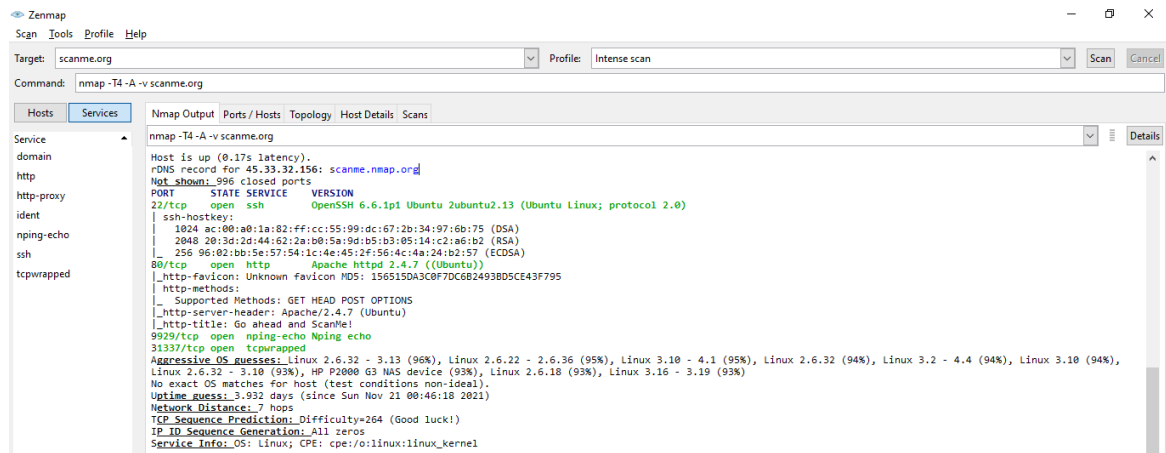 Zenmap
Scan Tools Profile Help
Target: scanme.org Profile: Intense scan Scan Cancel
Command: nmap -T4 -A -v scanme.org
Hosts Services
Service
domain
http
http-proxy
ident
nping-echo
ssh
tcpwrapped
Nmap Output Ports / Hosts Topology Host Details Scans
nmap -T4 -A -v scanme.org Details
Host is up (0.17s latency).
rDNS record for 45.33.32.156: scanme.nmap.org
Not shown: 996 closed ports
PORT STATE SERVICE VERSION
22/tcp open ssh OpenSSH 6.6.1p1 Ubuntu 2ubuntu2.13 (Ubuntu Linux; protocol 2.0)
| ssh-hostkey:
| 1024 ac:00:a0:1a:82:ff:cc:55:99:dc:67:2b:34:97:6b:75 (DSA)
| 2048 20:3d:2d:44:62:2a:b0:5a:9d:b5:b3:05:14:c2:a6:b2 (RSA)
|_ 256 96:02:bb:5e:57:54:1c:4e:45:2f:56:4c:4a:24:b2:57 (ECDSA)
80/tcp open http Apache httpd 2.4.7 ((Ubuntu))
|_http-favicon: Unknown favicon MD5: 156515DA3C0F7DC6B2493BD5CE43F795
| http-methods:
|_ Supported Methods: GET HEAD POST OPTIONS
|_http-server-header: Apache/2.4.7 (Ubuntu)
|_http-title: Go ahead and ScanMe!
9929/tcp open nping-echo Nping echo
31337/tcp open tcpwrapped
Aggressive OS guesses: Linux 2.6.32 - 3.13 (96%), Linux 2.6.22 - 2.6.36 (95%), Linux 3.10 - 4.1 (95%), Linux 2.6.32 (94%), Linux 3.2 - 4.4 (94%), Linux 3.10 (94%),
Linux 2.6.32 - 3.10 (93%), HP P2000 G3 NAS device (93%), Linux 2.6.18 (93%), Linux 3.16 - 3.19 (93%)
No exact OS matches for host (test conditions non-ideal).
Uptime guess: 3.932 days (since Sun Nov 21 00:46:18 2021)
Network Distance: 7 hops
TCP Sequence Prediction: Difficulty=264 (Good luck!)
IP ID Sequence Generation: All zeros
Service Info: OS: Linux; CPE: cpe:/o:linux:linux_kernel